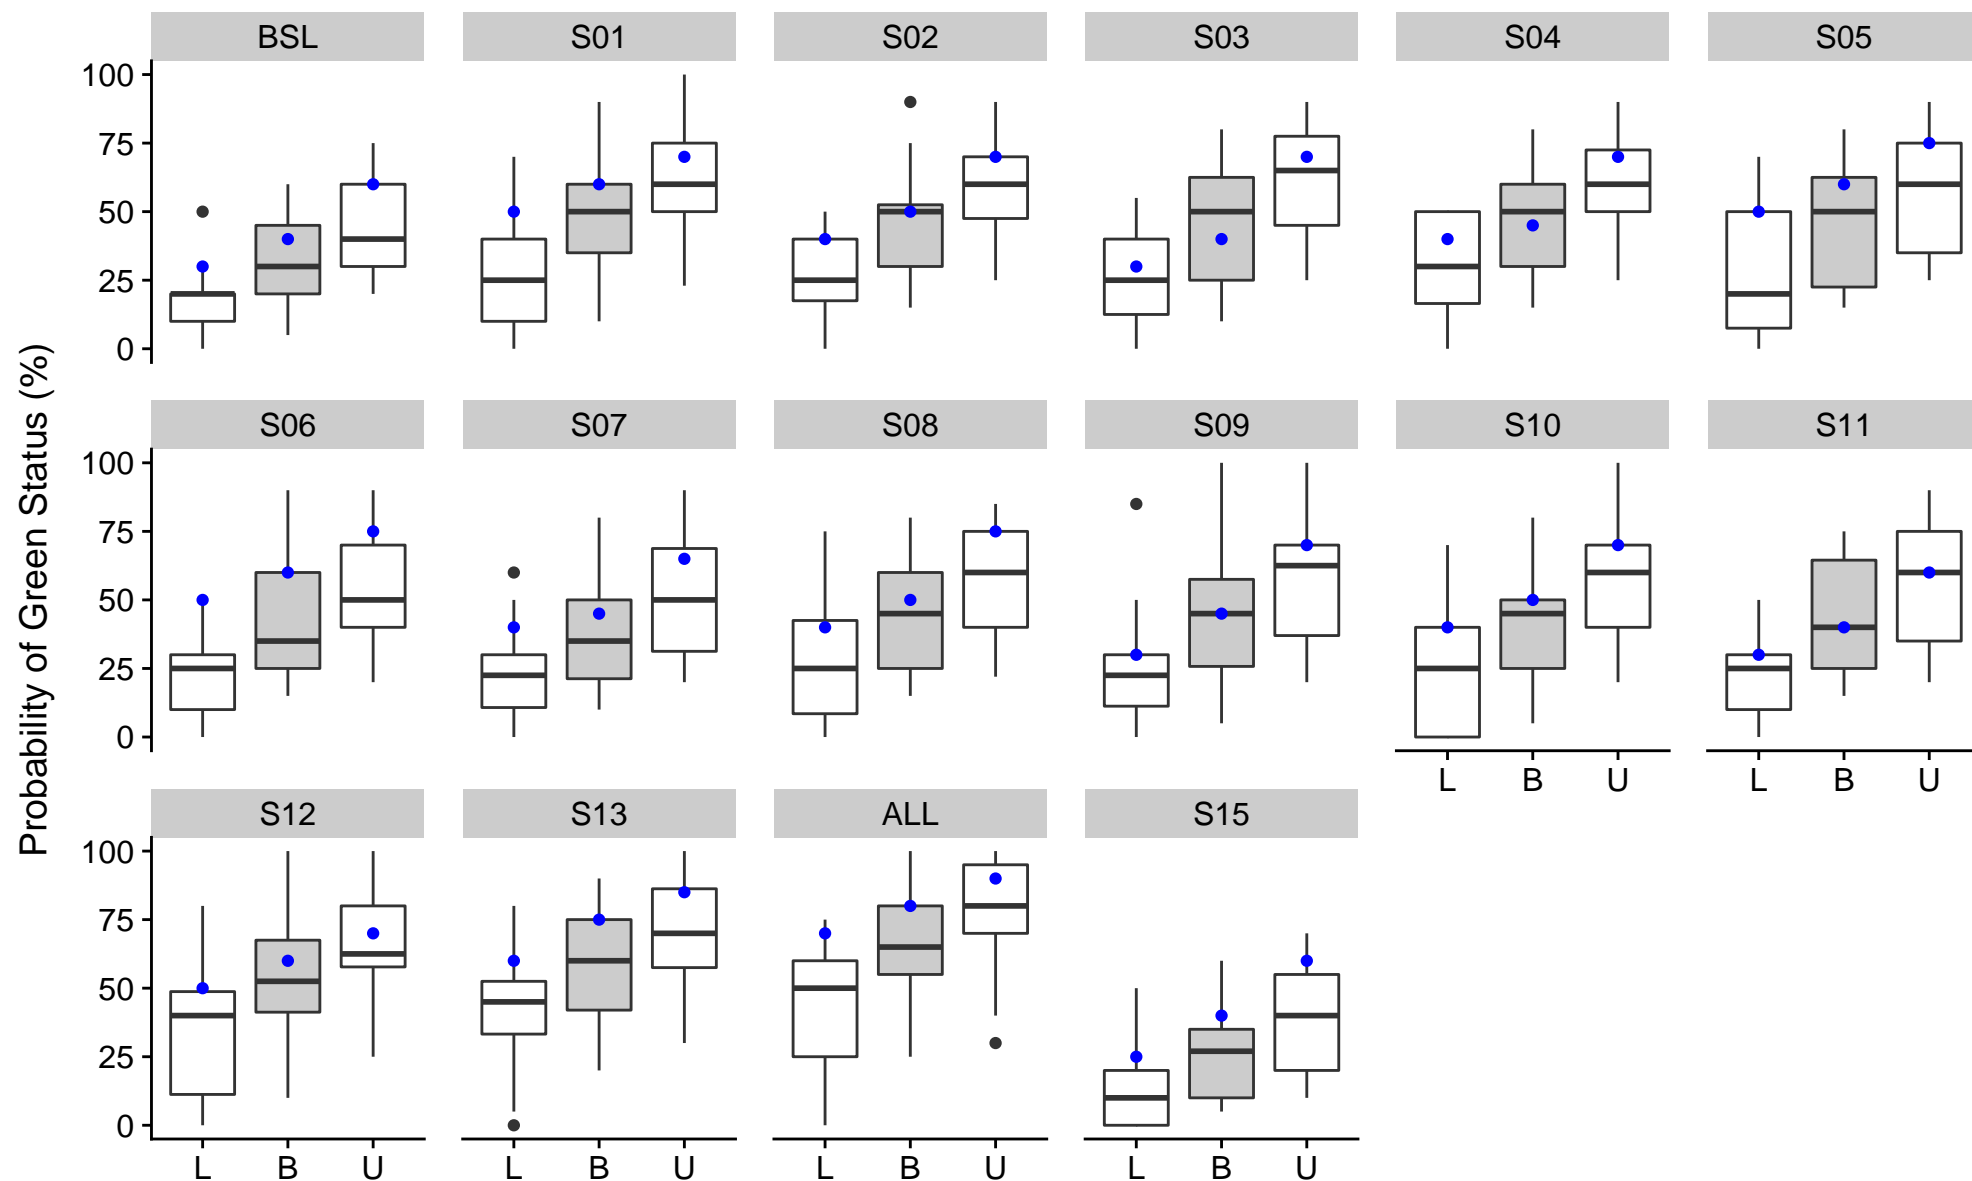 BSL S01 S02 S03 S04 S05
100
75
50
25
0
Probability of Green Status (%)
S06 S07 S08 S09 S10 S11
100
75
50
25
0
L B U L B U
S12 S13 ALL S15
100
75
50
25
0
L B U L B U L B U L B U